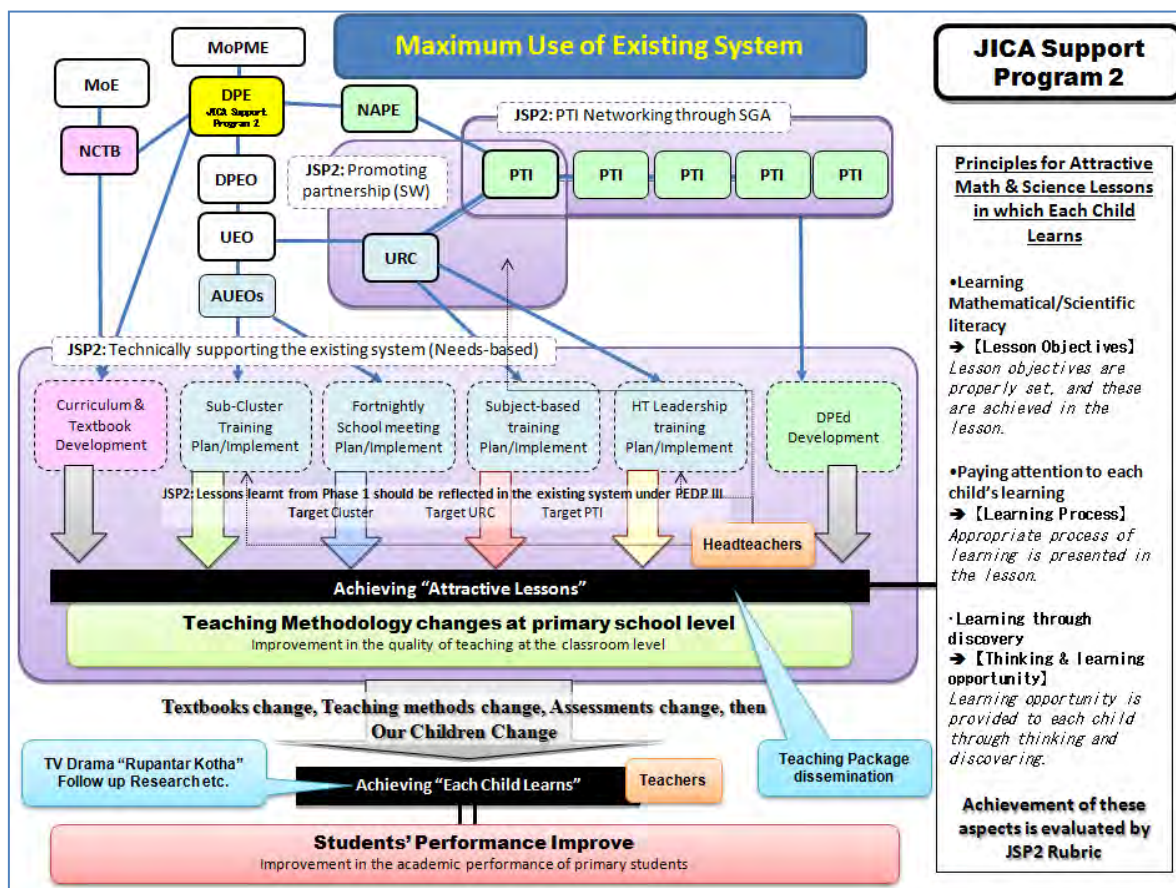 Maximum Use of Existing System
JICA Support
Program 2
MoPME
MoE
DPE
JICA Support
Program 2
NAPE
NCTB
JSP2: PTI Networking through SGA
DPEO
JSP2: Promoting
partnership (SW)
PTI
PTI
PTI
PTI
PTI
UEO
URC
AUEOs
JSP2: Technically supporting the existing system (Needs-based)
Curriculum &
Textbook
Development
Sub-Cluster
Training
Plan/Implement
Fortnightly
School meeting
Plan/Implement
Subject-based
training
Plan/Implement
HT Leadership
training
Plan/Implement
DPEd
Development
JSP2: Lessons learnt from Phase 1 should be reflected in the existing system under PEDP III
Target Cluster
Target URC
Target PTI
Headteachers
Achieving “Attractive Lessons”
Teaching Methodology changes at primary school level
Improvement in the quality of teaching at the classroom level
Textbooks change, Teaching methods change, Assessments change, then
Our Children Change
TV Drama “Rupantar Kotha”
Follow up Research etc.
Teaching Package
dissemination
Achieving “Each Child Learns”
Teachers
Students’ Performance Improve
Improvement in the academic performance of primary students
Principles for Attractive
Math & Science Lessons
in which Each Child
Learns
•Learning
Mathematical/Scientific
literacy
➔ 【Lesson Objectives】
Lesson objectives are
properly set, and these
are achieved in the
lesson.
•Paying attention to each
child’s learning
➔ 【Learning Process】
Appropriate process of
learning is presented in
the lesson.
·Learning through
discovery
➔ 【Thinking & learning
opportunity】
Learning opportunity is
provided to each child
through thinking and
discovering.
Achievement of these
aspects is evaluated by
JSP2 Rubric